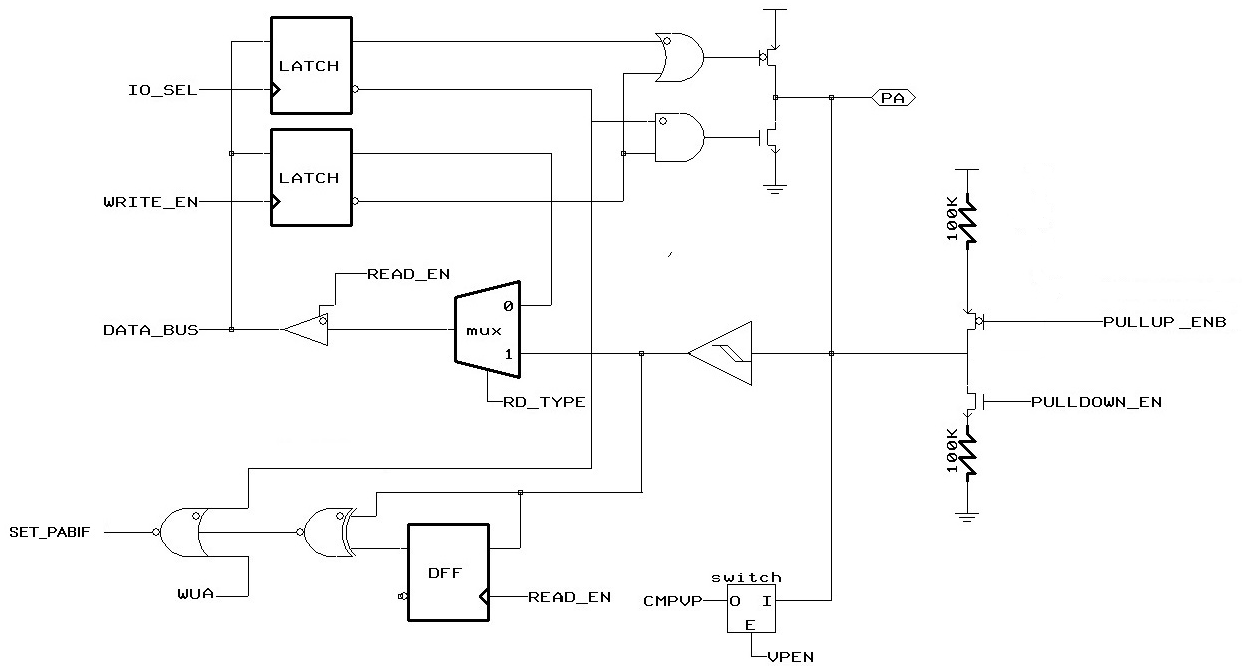 LATCH
IO_SEL
PA
LATCH
WRITE_EN
100K
READ_EN
0
DATA_BUS
mux
PULLUP_ENB
1
RD_TYPE
PULLDOWN_EN
100K
SET_PABIF
DFF
WUA
READ_EN
switch
CMPVP
O I
E
VPEN